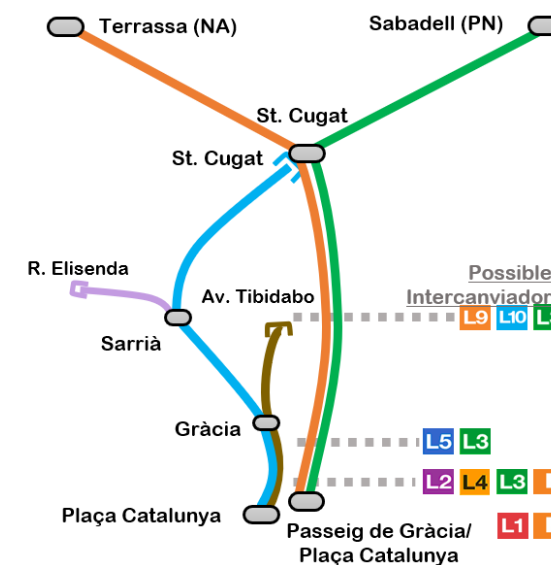 Terrassa (NA)
Sabadell (PN)
St. Cugat
St. Cugat
R. Elisenda
Av. Tibidabo
Possible
Intercanviador
L9 L10
Sarrià
Gràcia
L5 L3
L2 L4 L3
Plaça Catalunya
Passeig de Gràcia/
Plaça Catalunya
L1